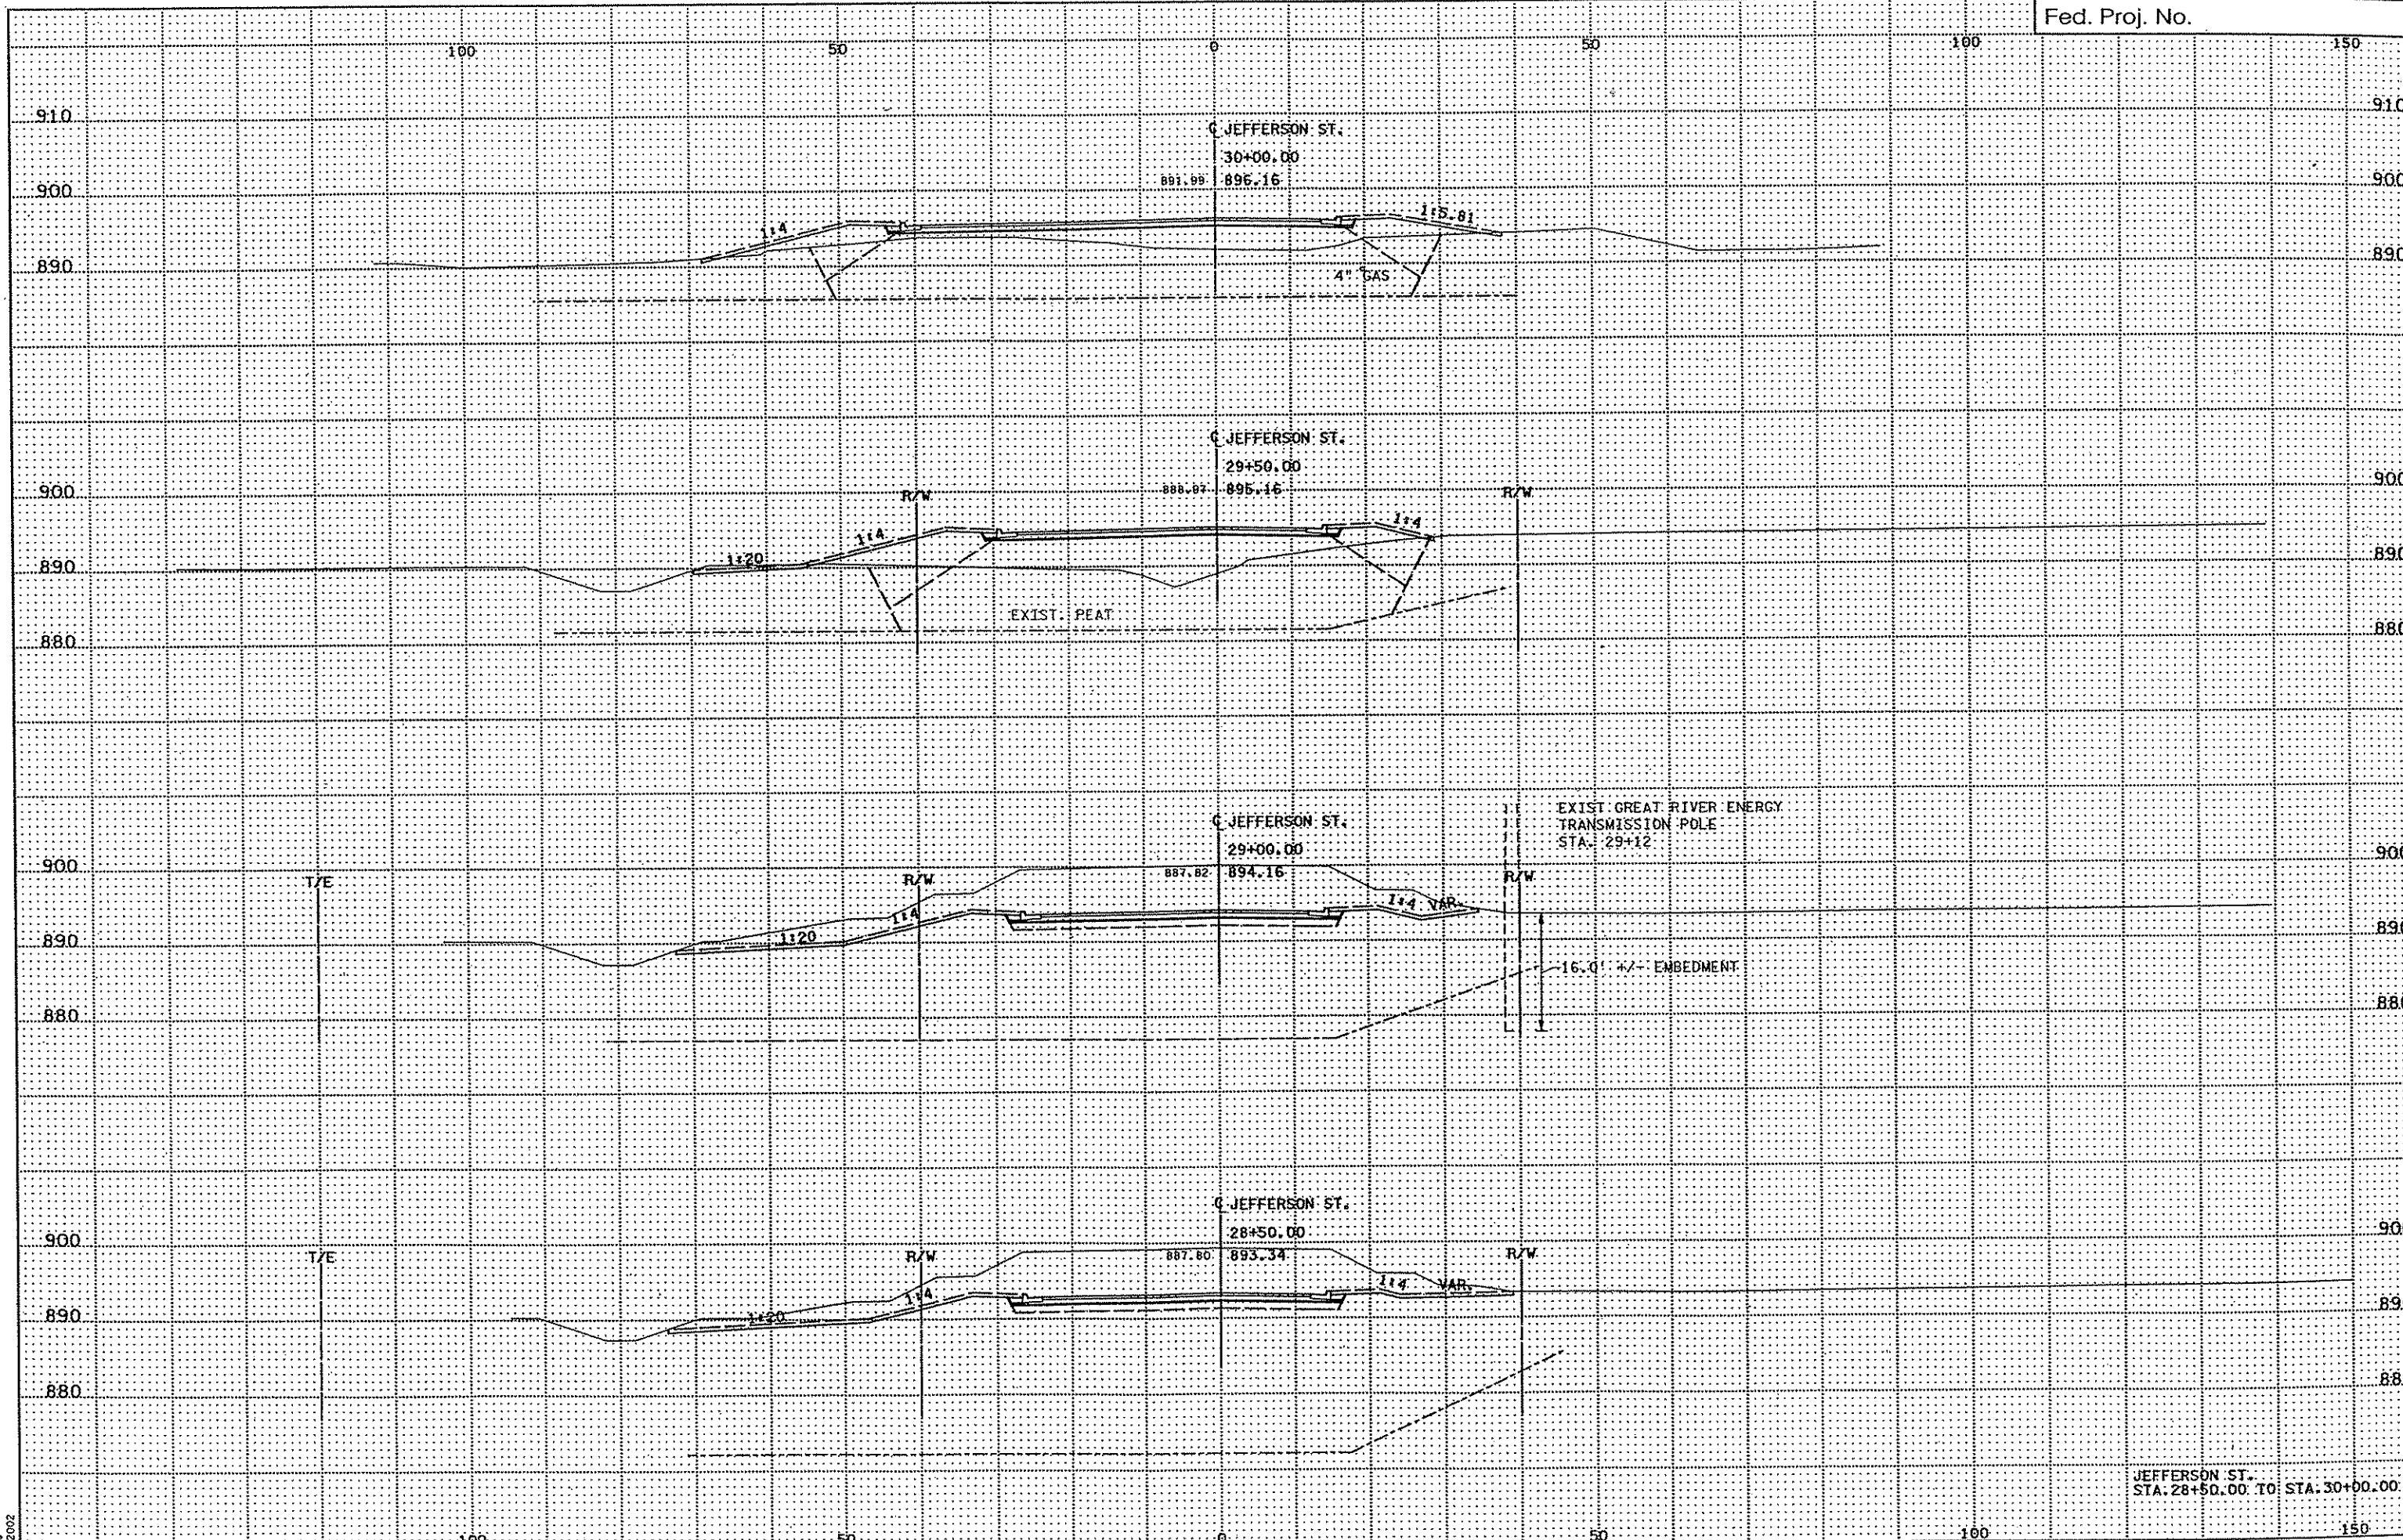 Fed. Proj. No.
100 50 0 50 100 150
910 910
℄ JEFFERSON ST.
30+00.00
891.99 896.16
900 900
1:4 1:5.81
890 890
4" GAS
℄ JEFFERSON ST.
29+50.00
888.97 895.16
900 900
R/W R/W
1:4 1:4
1:20
890 890
EXIST. PEAT
880 880
EXIST GREAT RIVER ENERGY
TRANSMISSION POLE
STA. 29+12
℄ JEFFERSON ST.
29+00.00
887.82 894.16
900 900
T/E R/W R/W
1:4 1:4 VAR.
1:20
890 890
16.0' +/- EMBEDMENT
880 880
℄ JEFFERSON ST.
28+50.00
887.80 893.34
900 90
T/E R/W R/W
1:4 1:4 VAR.
1:20
890 89
880 88
JEFFERSON ST.
STA.28+50.00 TO STA.30+00.00
2002
100 50 0 50 100 150